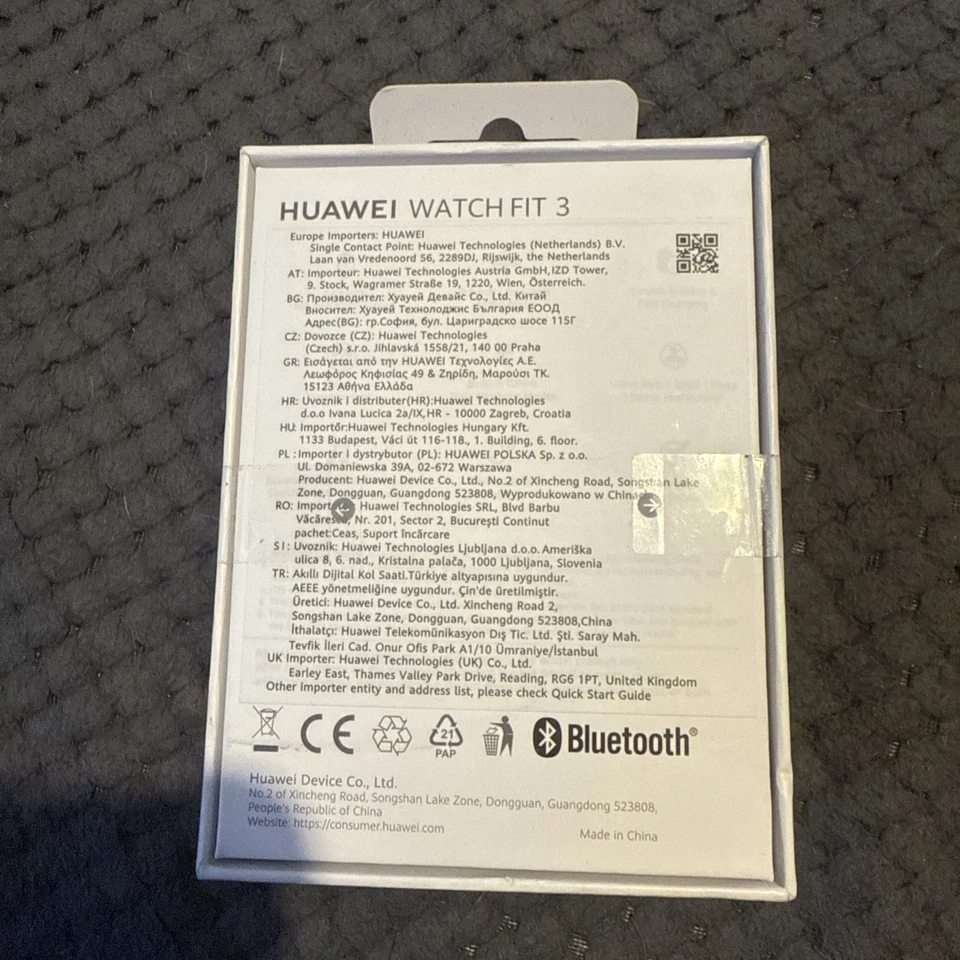 HUAWEI WATCH FIT 3
Europe Importers: HUAWEI
Single Contact Point: Huawei Technologies (Netherlands) B.V.
Laan van Vredenoord 56, 2289DJ, Rijswijk, the Netherlands
AT: Importeur: Huawei Technologies Austria GmbH,IZD Tower,
9. Stock, Wagramer Straße 19, 1220, Wien, Österreich.
BG: Производител: Хуауей Девайс Co., Ltd. Китай
Вносител: Хуауей Технолоджис България ЕООД
Адрес(BG): гр.София, бул. Цариградско шосе 115Г
CZ: Dovozce (CZ): Huawei Technologies
(Czech) s.r.o. Jihlavská 1558/21, 140 00 Praha
GR: Εισάγεται από την HUAWEI Τεχνολογίες Α.Ε.
Λεωφόρος Κηφισίας 49 & Ζηρίδη, Μαρούσι ΤΚ.
15123 Αθήνα Ελλάδα
HR: Uvoznik i distributer(HR):Huawei Technologies
d.o.o Ivana Lucica 2a/IX,HR - 10000 Zagreb, Croatia
HU: Importőr:Huawei Technologies Hungary Kft.
1133 Budapest, Váci út 116-118., 1. Building, 6. floor.
PL : Importer i dystrybutor (PL): HUAWEI POLSKA Sp. z o.o.
Ul. Domaniewska 39A, 02-672 Warszawa
Producent: Huawei Device Co., Ltd., No.2 of Xincheng Road, Songshan Lake
Zone, Dongguan, Guangdong 523808, Wyprodukowano w China
RO: Huawei Technologies SRL, Blvd Barbu
Nr. 201, Sector 2, București Continut
pachet:Ceas, Suport încărcare
SI: Uvoznik: Huawei Technologies Ljubljana d.o.o. Ameriška
ulica 8, 6. nad., Kristalna palača, 1000 Ljubljana, Slovenia
TR: Akıllı Dijital Kol Saati.Türkiye altyapısına uygundur.
AEEE yönetmeliğine uygundur. Çin'de üretilmiştir.
Üretici: Huawei Device Co., Ltd. Xincheng Road 2,
Songshan Lake Zone, Dongguan, Guangdong 523808,China
İthalatçı: Huawei Telekomünikasyon Dış Tic. Ltd. Şti. Saray Mah.
Tevfik İleri Cad. Onur Ofis Park A1/10 Ümraniye/İstanbul
UK Importer: Huawei Technologies (UK) Co., Ltd.
Earley East, Thames Valley Park Drive, Reading, RG6 1PT, United Kingdom
Other importer entity and address list, please check Quick Start Guide
CE
21
PAP
Bluetooth®
Huawei Device Co., Ltd.
No.2 of Xincheng Road, Songshan Lake Zone, Dongguan, Guangdong 523808,
People's Republic of China
Website: https://consumer.huawei.com
Made in China